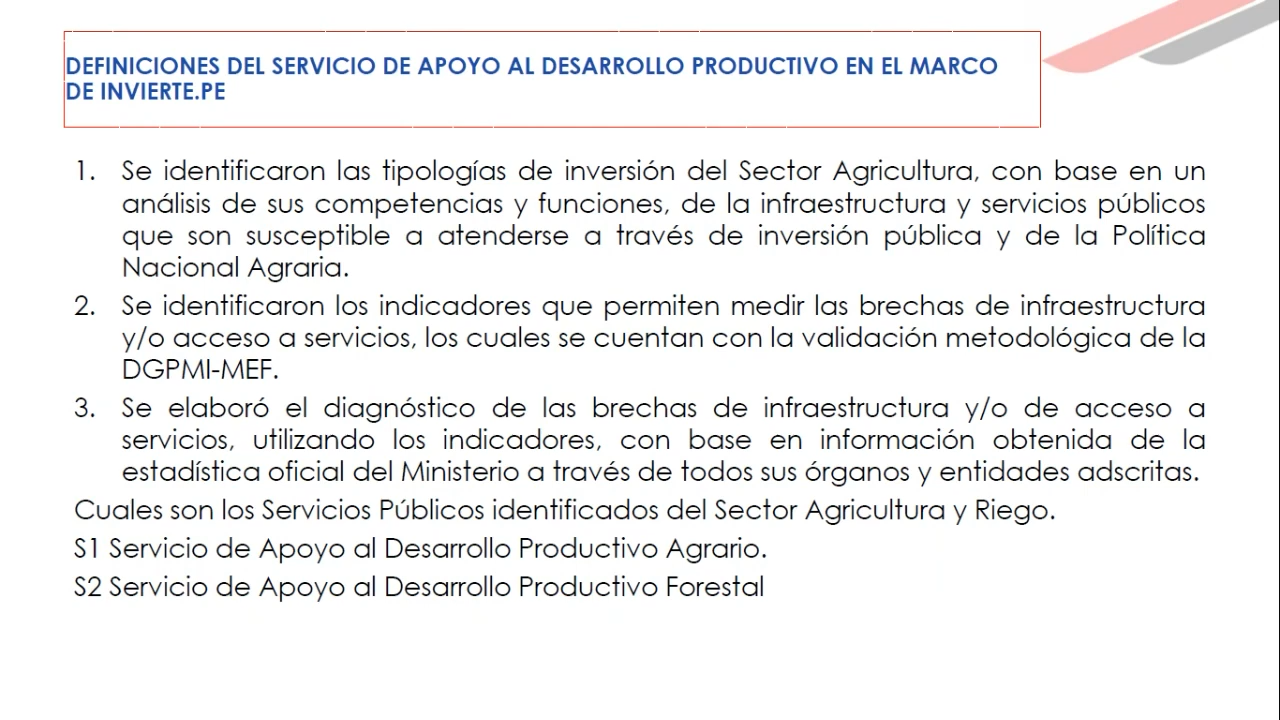 DEFINICIONES DEL SERVICIO DE APOYO AL DESARROLLO PRODUCTIVO EN EL MARCO
DE INVIERTE.PE
1. Se identificaron las tipologías de inversión del Sector Agricultura, con base en un
análisis de sus competencias y funciones, de la infraestructura y servicios públicos
que son susceptible a atenderse a través de inversión pública y de la Política
Nacional Agraria.
2. Se identificaron los indicadores que permiten medir las brechas de infraestructura
y/o acceso a servicios, los cuales se cuentan con la validación metodológica de la
DGPMI-MEF.
3. Se elaboró el diagnóstico de las brechas de infraestructura y/o de acceso a
servicios, utilizando los indicadores, con base en información obtenida de la
estadística oficial del Ministerio a través de todos sus órganos y entidades adscritas.
Cuales son los Servicios Públicos identificados del Sector Agricultura y Riego.
S1 Servicio de Apoyo al Desarrollo Productivo Agrario.
S2 Servicio de Apoyo al Desarrollo Productivo Forestal